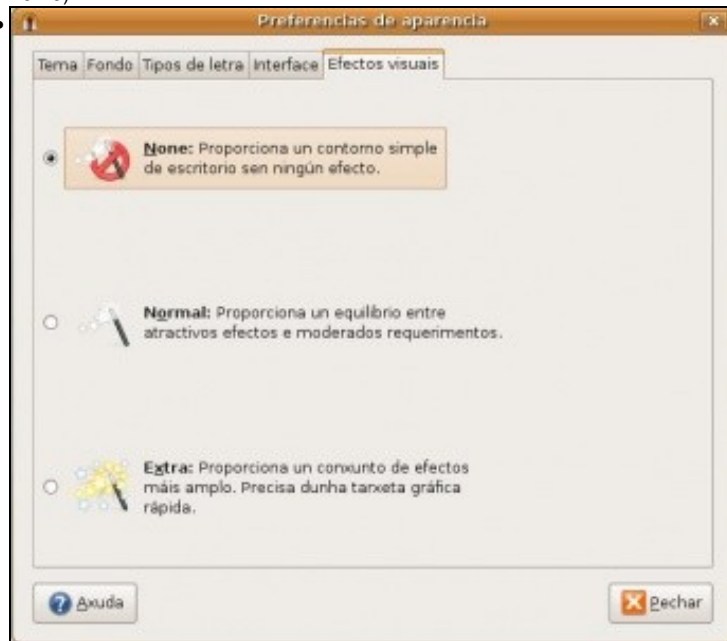 Preferencias de aparencia
Tema Fondo Tipos de letra Interface Efectos visuais
None: Proporciona un contorno simple
de escritorio sen ningún efecto.
Normal: Proporciona un equilibrio entre
atractivos efectos e moderados requerimentos.
Extra: Proporciona un conxunto de efectos
máis amplo. Precisa dunha tarxeta gráfica
rápida.
Axuda
Pechar